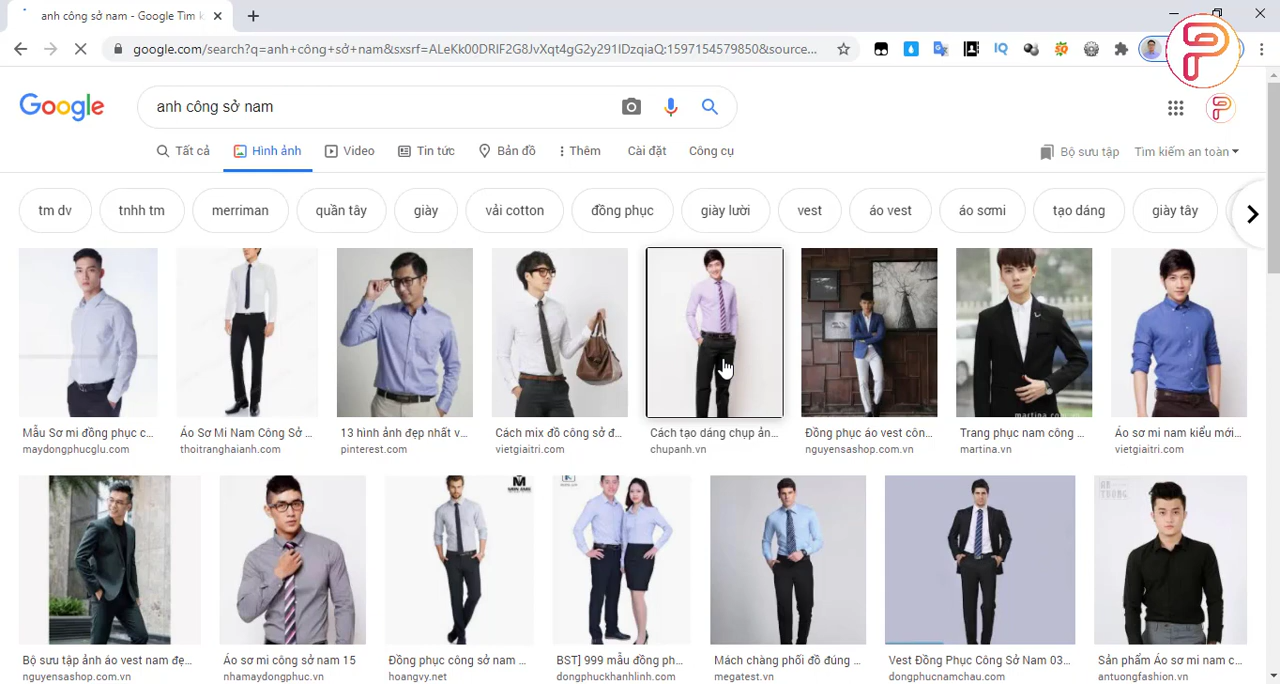 anh công sở nam - Google Tìm k
google.com/search?q=anh+công+sở+nam&sxsrf=ALeKk00DRlF2G8JvXqt4gG2y291IDzqiaQ:1597154579850&source...
Google
anh công sở nam
Tất cả
Hình ảnh
Video
Tin tức
Bản đồ
Thêm
Cài đặt
Công cụ
Bộ sưu tập
Tìm kiếm an toàn
tm dv
tnhh tm
merriman
quần tây
giày
vải cotton
đồng phục
giày lười
vest
áo vest
áo sơmi
tạo dáng
giày tây
martina.vn
Mẫu Sơ mi đồng phục c...
maydongphucglu.com
Áo Sơ Mi Nam Công Sở ...
thoitranghaianh.com
13 hình ảnh đẹp nhất v...
pinterest.com
Cách mix đồ công sở đ...
vietgiaitri.com
Cách tạo dáng chụp ản...
chupanh.vn
Đồng phục áo vest côn...
nguyensashop.com.vn
Trang phục nam công ...
martina.vn
Áo sơ mi nam kiểu mới...
vietgiaitri.com
AN
TUONG
Bộ sưu tập ảnh áo vest nam đẹ...
nguyensashop.com.vn
Áo sơ mi công sở nam 15
nhamaydongphuc.vn
Đồng phục công sở nam ...
hoangvy.net
BST] 999 mẫu đồng ph...
dongphuckhanhlinh.com
Mách chàng phối đồ đúng ...
megatest.vn
Vest Đồng Phục Công Sở Nam 03...
dongphucnamchau.com
Sản phẩm Áo sơ mi nam c...
antuongfashion.vn